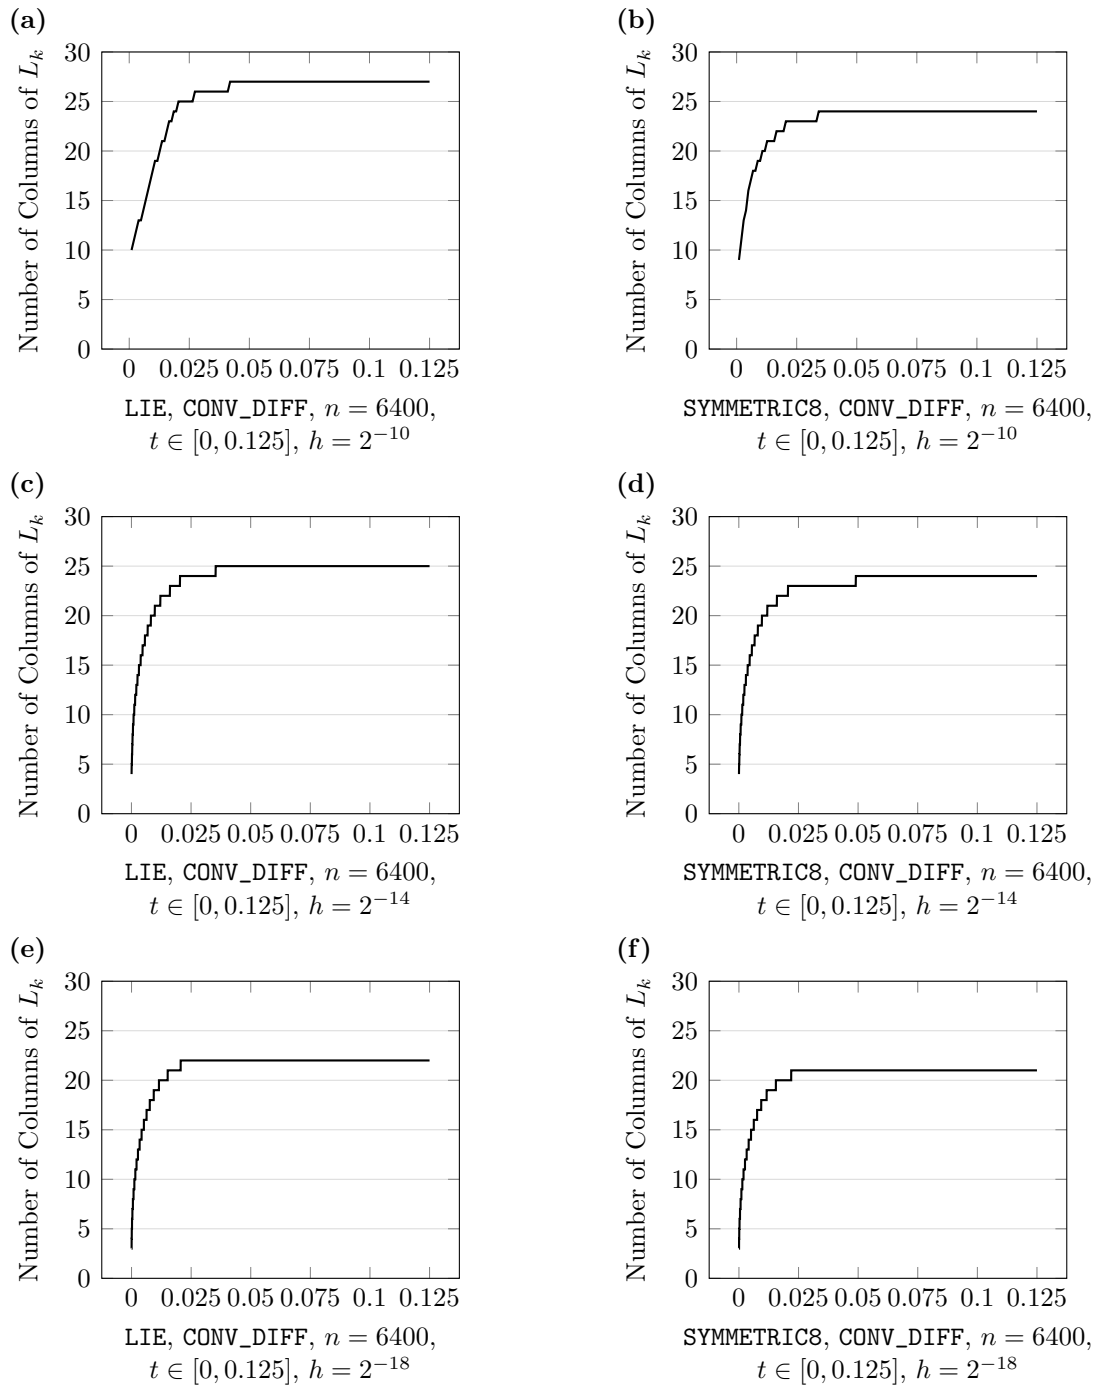 (a)
Number of Columns of L_k
30
25
20
15
10
5
0
0 0.025 0.05 0.075 0.1 0.125
LIE, CONV_DIFF, n = 6400,
t ∈ [0, 0.125], h = 2^{-10}
(b)
Number of Columns of L_k
30
25
20
15
10
5
0
0 0.025 0.05 0.075 0.1 0.125
SYMMETRIC8, CONV_DIFF, n = 6400,
t ∈ [0, 0.125], h = 2^{-10}
(c)
Number of Columns of L_k
30
25
20
15
10
5
0
0 0.025 0.05 0.075 0.1 0.125
LIE, CONV_DIFF, n = 6400,
t ∈ [0, 0.125], h = 2^{-14}
(d)
Number of Columns of L_k
30
25
20
15
10
5
0
0 0.025 0.05 0.075 0.1 0.125
SYMMETRIC8, CONV_DIFF, n = 6400,
t ∈ [0, 0.125], h = 2^{-14}
(e)
Number of Columns of L_k
30
25
20
15
10
5
0
0 0.025 0.05 0.075 0.1 0.125
LIE, CONV_DIFF, n = 6400,
t ∈ [0, 0.125], h = 2^{-18}
(f)
Number of Columns of L_k
30
25
20
15
10
5
0
0 0.025 0.05 0.075 0.1 0.125
SYMMETRIC8, CONV_DIFF, n = 6400,
t ∈ [0, 0.125], h = 2^{-18}